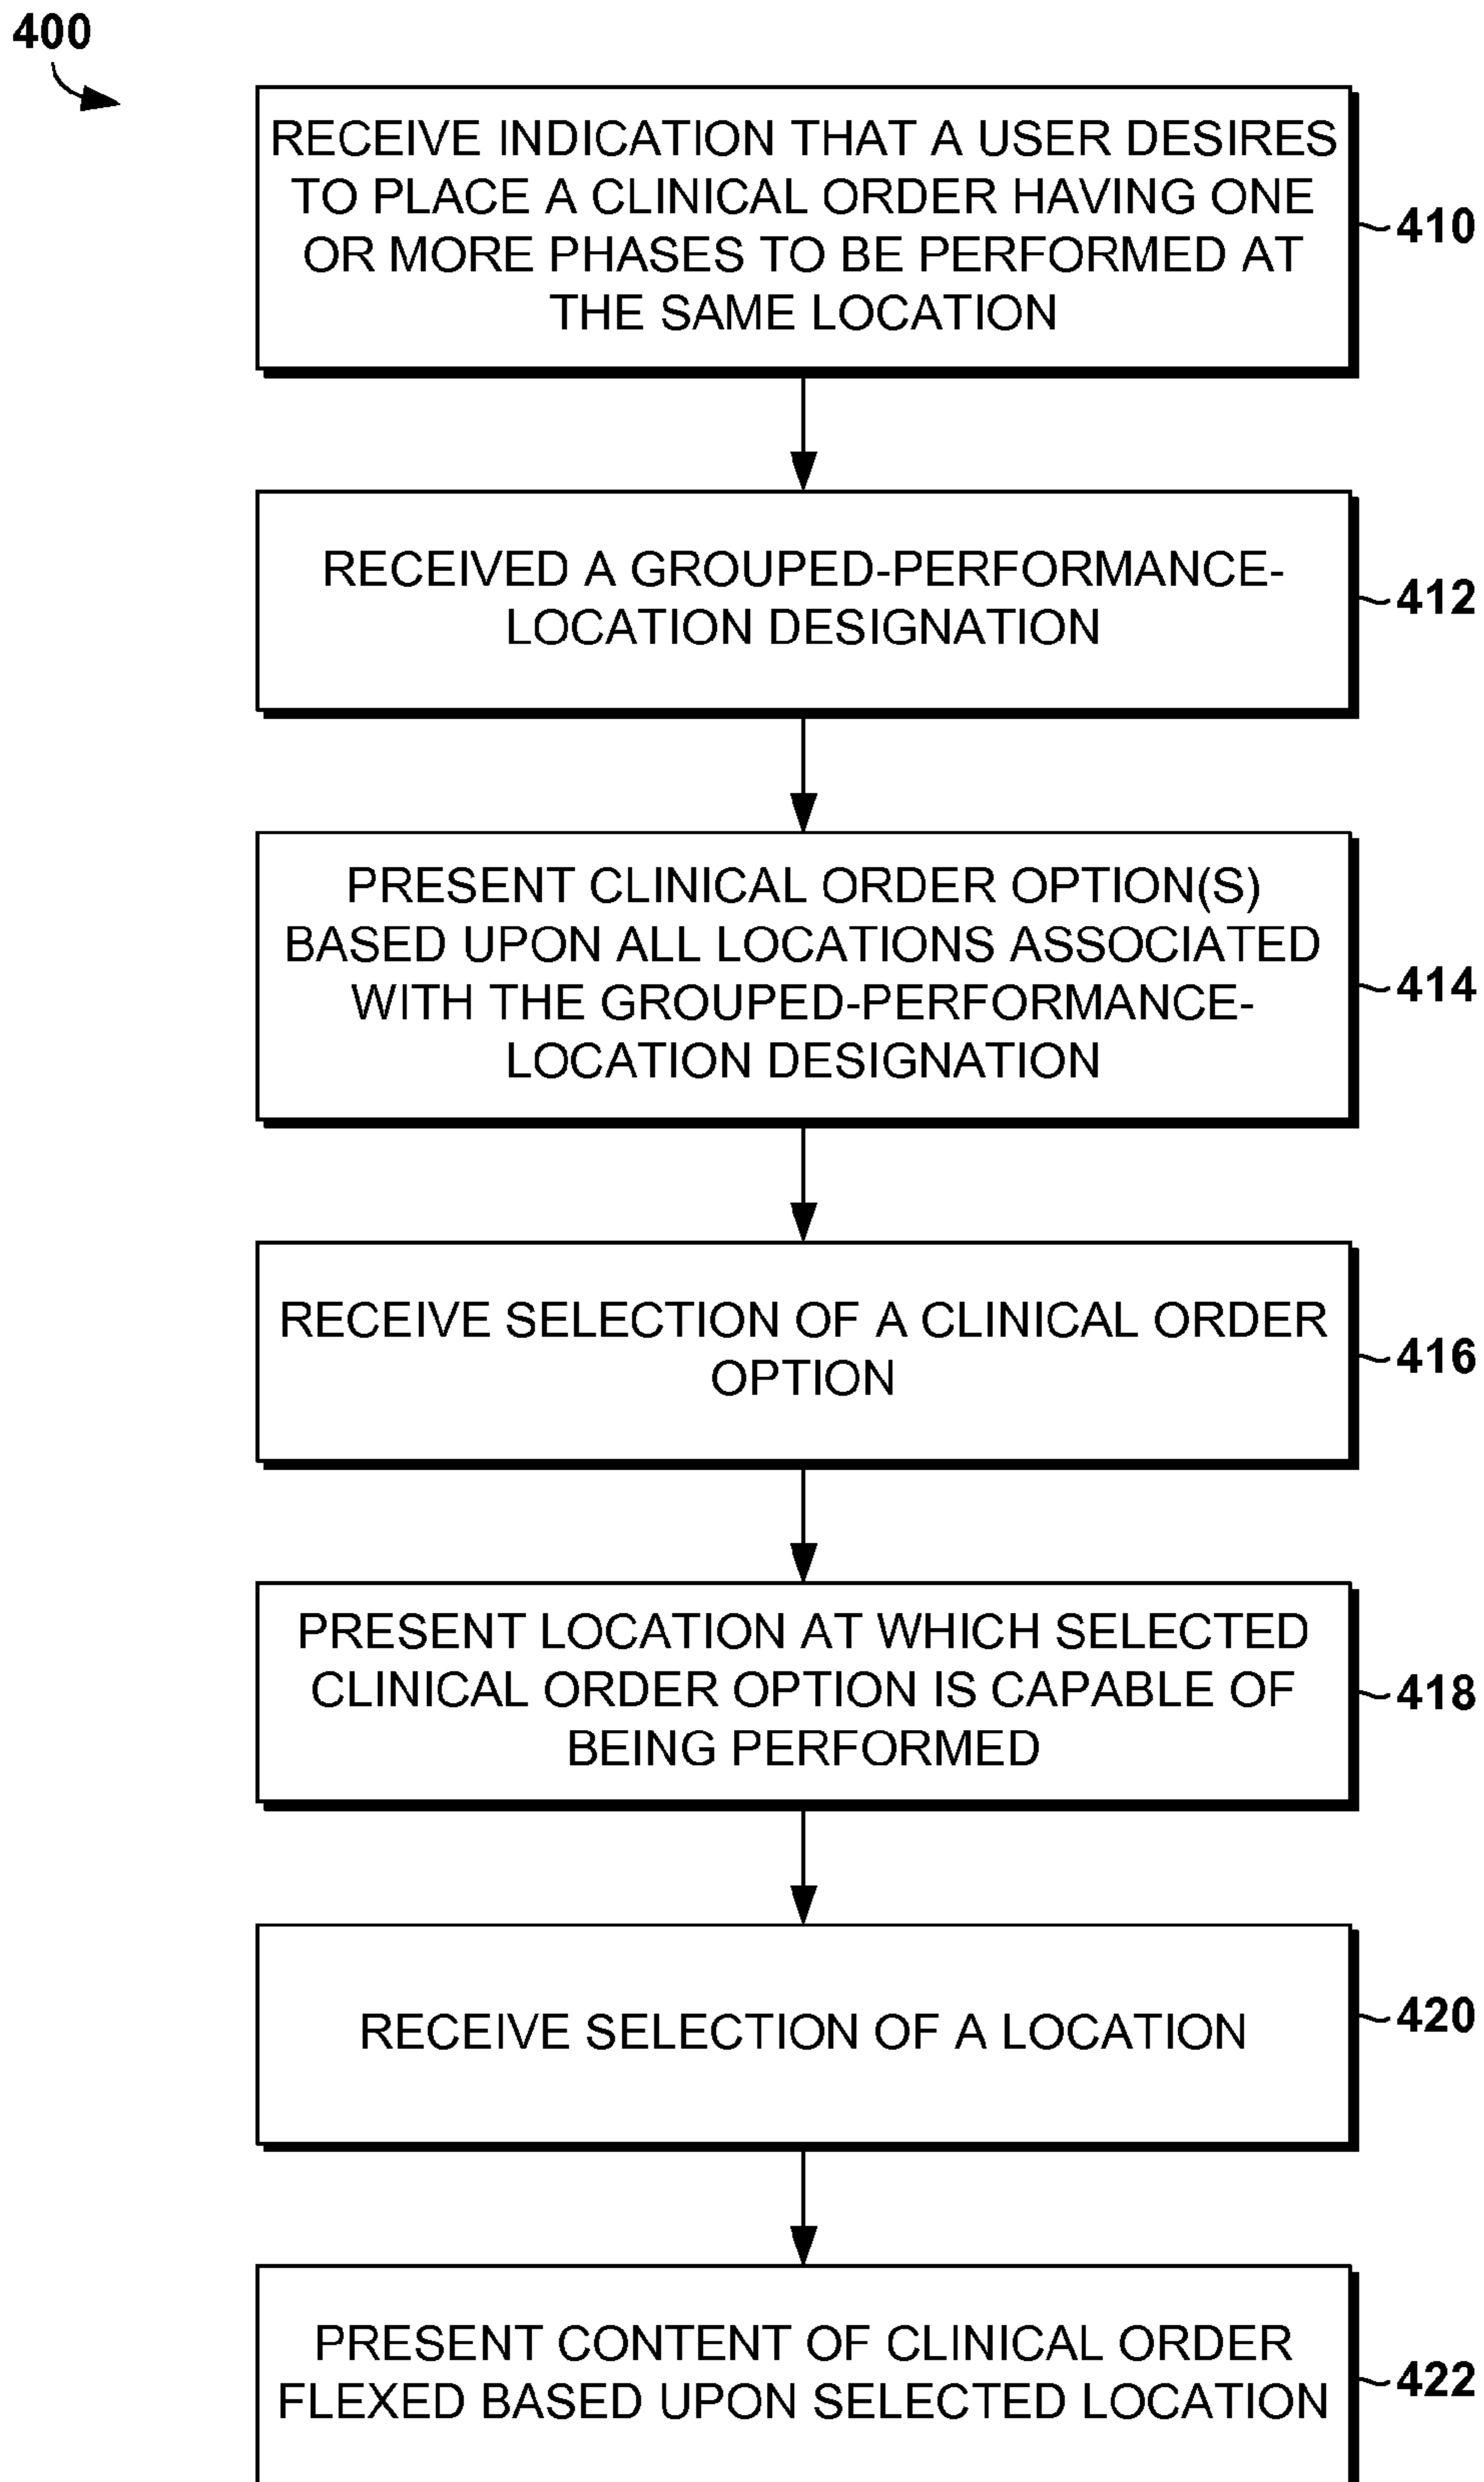 400
RECEIVE INDICATION THAT A USER DESIRES
TO PLACE A CLINICAL ORDER HAVING ONE
OR MORE PHASES TO BE PERFORMED AT
THE SAME LOCATION
410
RECEIVED A GROUPED-PERFORMANCE-
LOCATION DESIGNATION
412
PRESENT CLINICAL ORDER OPTION(S)
BASED UPON ALL LOCATIONS ASSOCIATED
WITH THE GROUPED-PERFORMANCE-
LOCATION DESIGNATION
414
RECEIVE SELECTION OF A CLINICAL ORDER
OPTION
416
PRESENT LOCATION AT WHICH SELECTED
CLINICAL ORDER OPTION IS CAPABLE OF
BEING PERFORMED
418
RECEIVE SELECTION OF A LOCATION
420
PRESENT CONTENT OF CLINICAL ORDER
FLEXED BASED UPON SELECTED LOCATION
422